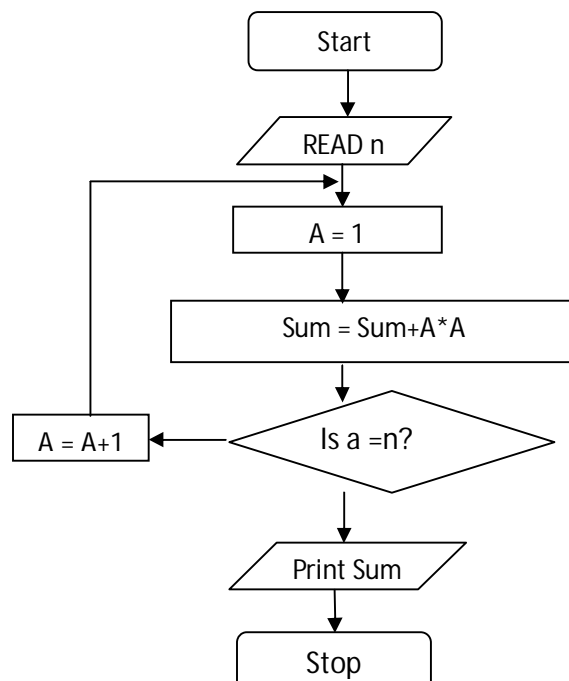 Start
READ n
A = 1
Sum = Sum+A*A
Is a =n?
A = A+1
Print Sum
Stop